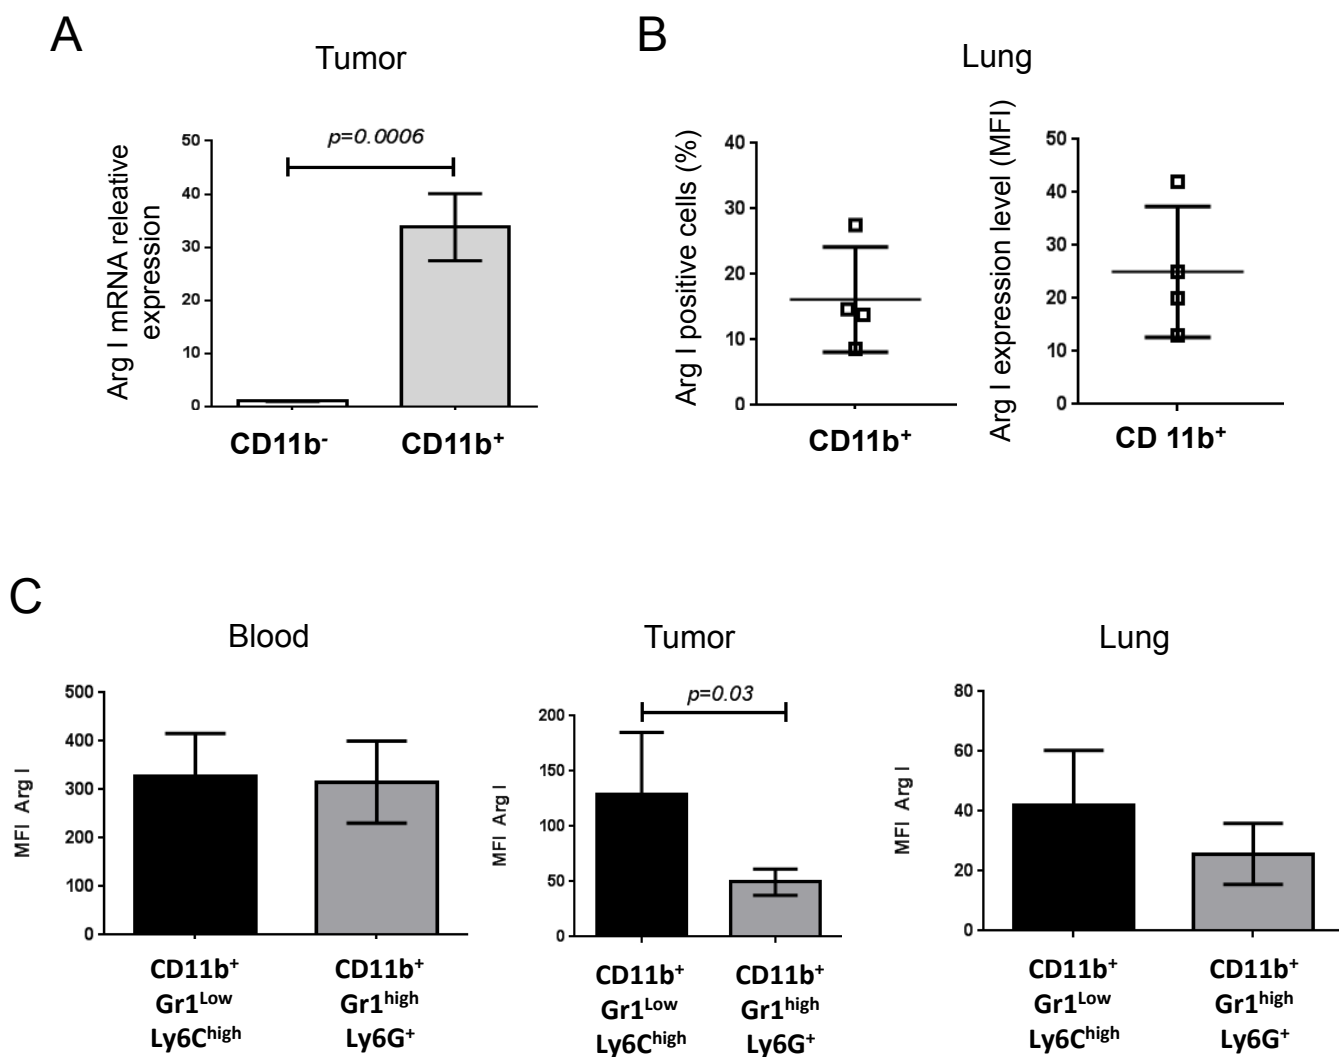 A
Tumor
Arg I mRNA releative
expression
50
40
30
20
10
0
p=0.0006
CD11b⁻
CD11b⁺
B
Lung
Arg I positive cells (%)
40
30
20
10
0
CD11b⁺
Arg I expression level (MFI)
50
40
30
20
10
0
CD 11b⁺
C
Blood
MFI Arg I
500
400
300
200
100
0
CD11b⁺
Gr1ᴸᵒʷ
Ly6Cʰⁱᵍʰ
CD11b⁺
Gr1ʰⁱᵍʰ
Ly6G⁺
Tumor
MFI Arg I
200
150
100
50
0
p=0.03
CD11b⁺
Gr1ᴸᵒʷ
Ly6Cʰⁱᵍʰ
CD11b⁺
Gr1ʰⁱᵍʰ
Ly6G⁺
Lung
MFI Arg I
80
60
40
20
0
CD11b⁺
Gr1ᴸᵒʷ
Ly6Cʰⁱᵍʰ
CD11b⁺
Gr1ʰⁱᵍʰ
Ly6G⁺